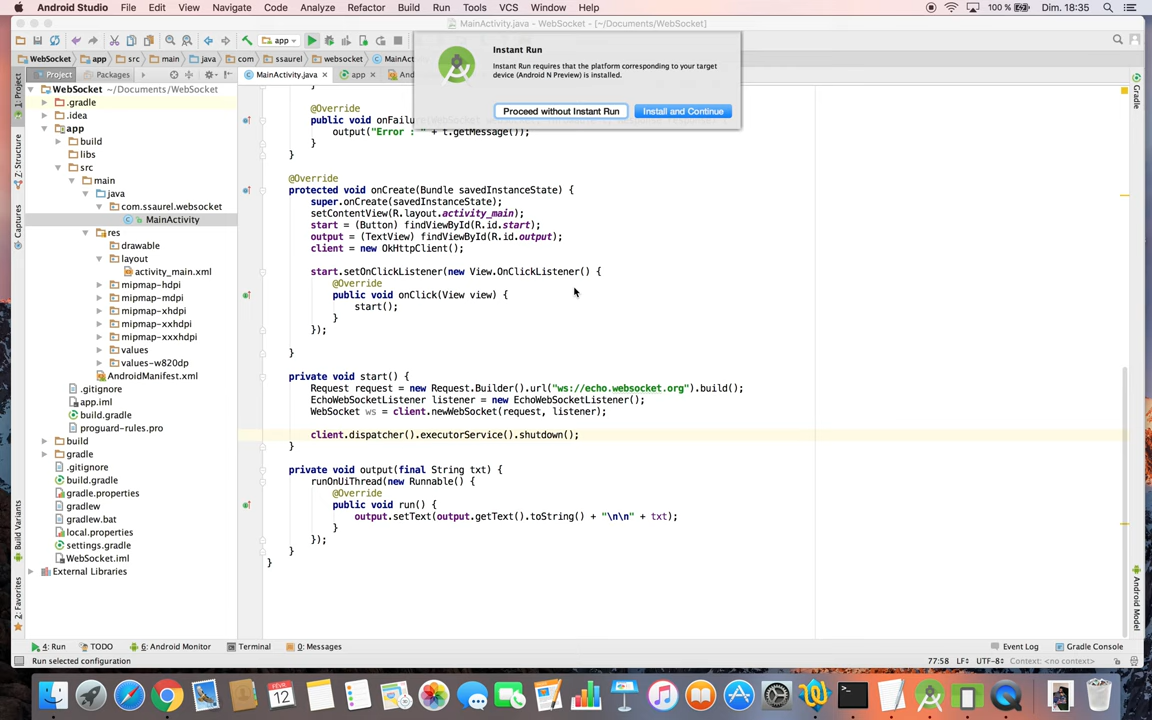 Android Studio File Edit View Navigate Code Analyze Refactor Build Run Tools VCS Window Help 100 % Dim. 18:35
MainActivity.java - WebSocket - [~/Documents/WebSocket]
app
WebSocket app src main java com ssaurel websocket
Project Packages
MainActivity.java app
Instant Run
Instant Run requires that the platform corresponding to your target
device (Android N Preview) is installed.
Proceed without Instant Run Install and Continue
WebSocket ~/Documents/WebSocket
.gradle
.idea
app
build
libs
src
main
java
com.ssaurel.websocket
MainActivity
res
drawable
layout
activity_main.xml
mipmap-hdpi
mipmap-mdpi
mipmap-xhdpi
mipmap-xxhdpi
mipmap-xxxhdpi
values
values-w820dp
AndroidManifest.xml
.gitignore
app.iml
build.gradle
proguard-rules.pro
build
gradle
.gitignore
build.gradle
gradle.properties
gradlew
gradlew.bat
local.properties
settings.gradle
WebSocket.iml
External Libraries
1: Project
7: Structure
Captures
Build Variants
2: Favorites
}
@Override
public void
output("Error : " + t.getMessage());
}
}
@Override
protected void onCreate(Bundle savedInstanceState) {
super.onCreate(savedInstanceState);
setContentView(R.layout.activity_main);
start = (Button) findViewById(R.id.start);
output = (TextView) findViewById(R.id.output);
client = new OkHttpClient();
start.setOnClickListener(new View.OnClickListener() {
@Override
public void onClick(View view) {
start();
}
});
}
private void start() {
Request request = new Request.Builder().url("ws://echo.websocket.org").build();
EchoWebSocketListener listener = new EchoWebSocketListener();
WebSocket ws = client.newWebSocket(request, listener);
client.dispatcher().executorService().shutdown();
}
private void output(final String txt) {
runOnUiThread(new Runnable() {
@Override
public void run() {
output.setText(output.getText().toString() + "\n\n" + txt);
}
});
}
}
Gradle
Android Model
4: Run TODO 6: Android Monitor Terminal 0: Messages Event Log Gradle Console
Run selected configuration 77:58 LF÷ UTF-8÷ Context: <no context>
FÉVR.
12